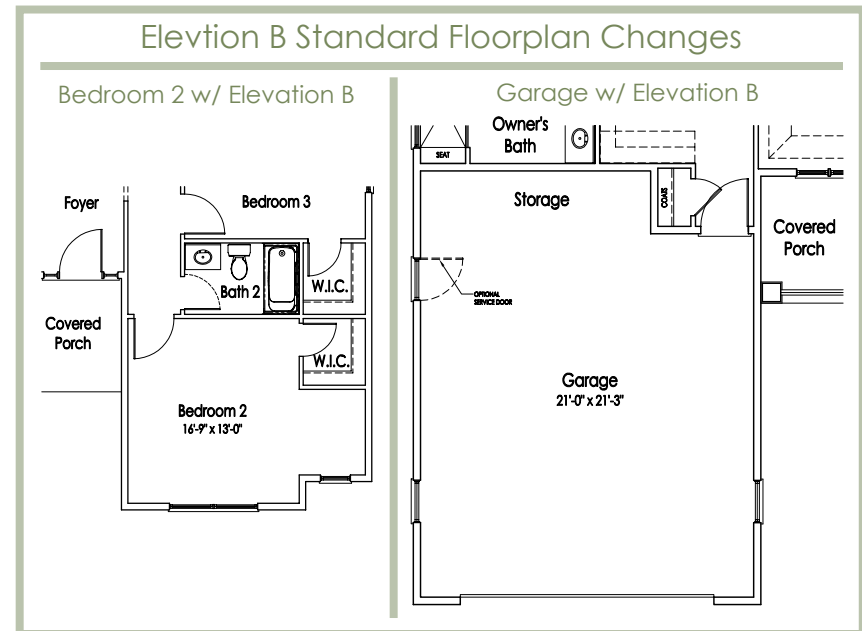 Elevtion B Standard Floorplan Changes
Bedroom 2 w/ Elevation B
Foyer
Bedroom 3
Bath 2
W.I.C.
Covered
Porch
W.I.C.
Bedroom 2
16'-9" x 13'-0"
Garage w/ Elevation B
Owner's
Bath
SEAT
Storage
COATS
Covered
Porch
OPTIONAL
SERVICE DOOR
Garage
21'-0" x 21'-3"